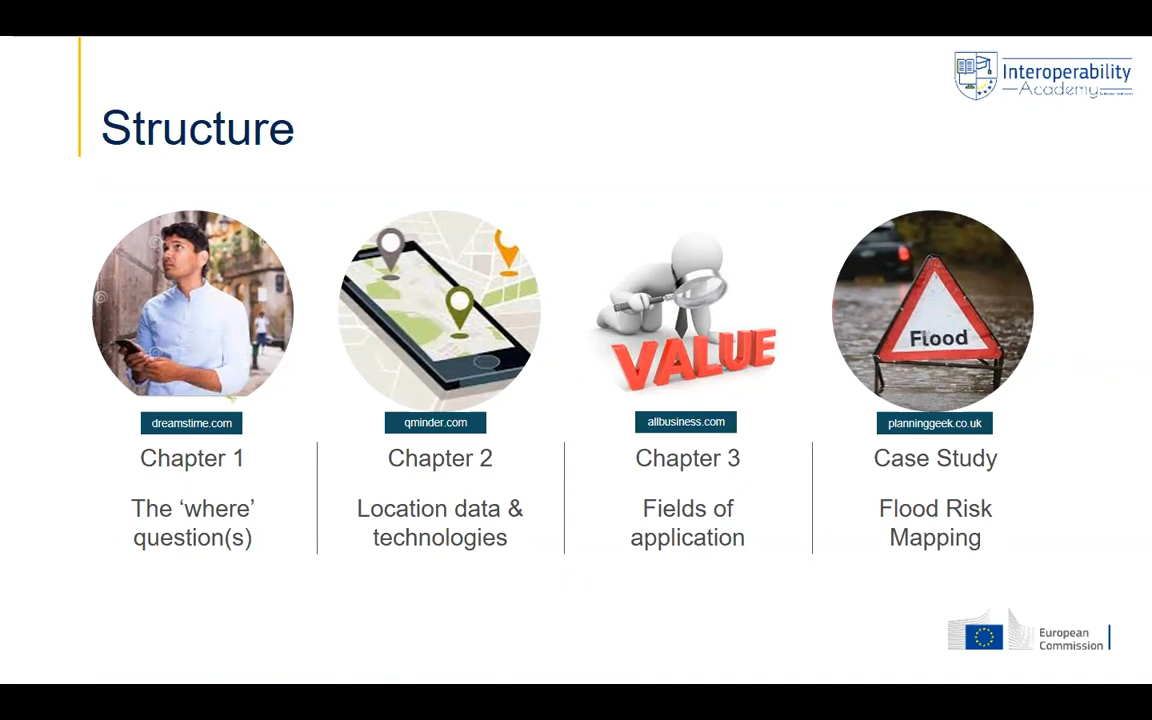 Interoperability
Academy
Structure
Flood
VALUE
dreamstime.com
qminder.com
allbusiness.com
planninggeek.co.uk
Chapter 1
Chapter 2
Chapter 3
Case Study
The ‘where’
question(s)
Location data &
technologies
Fields of
application
Flood Risk
Mapping
European
Commission